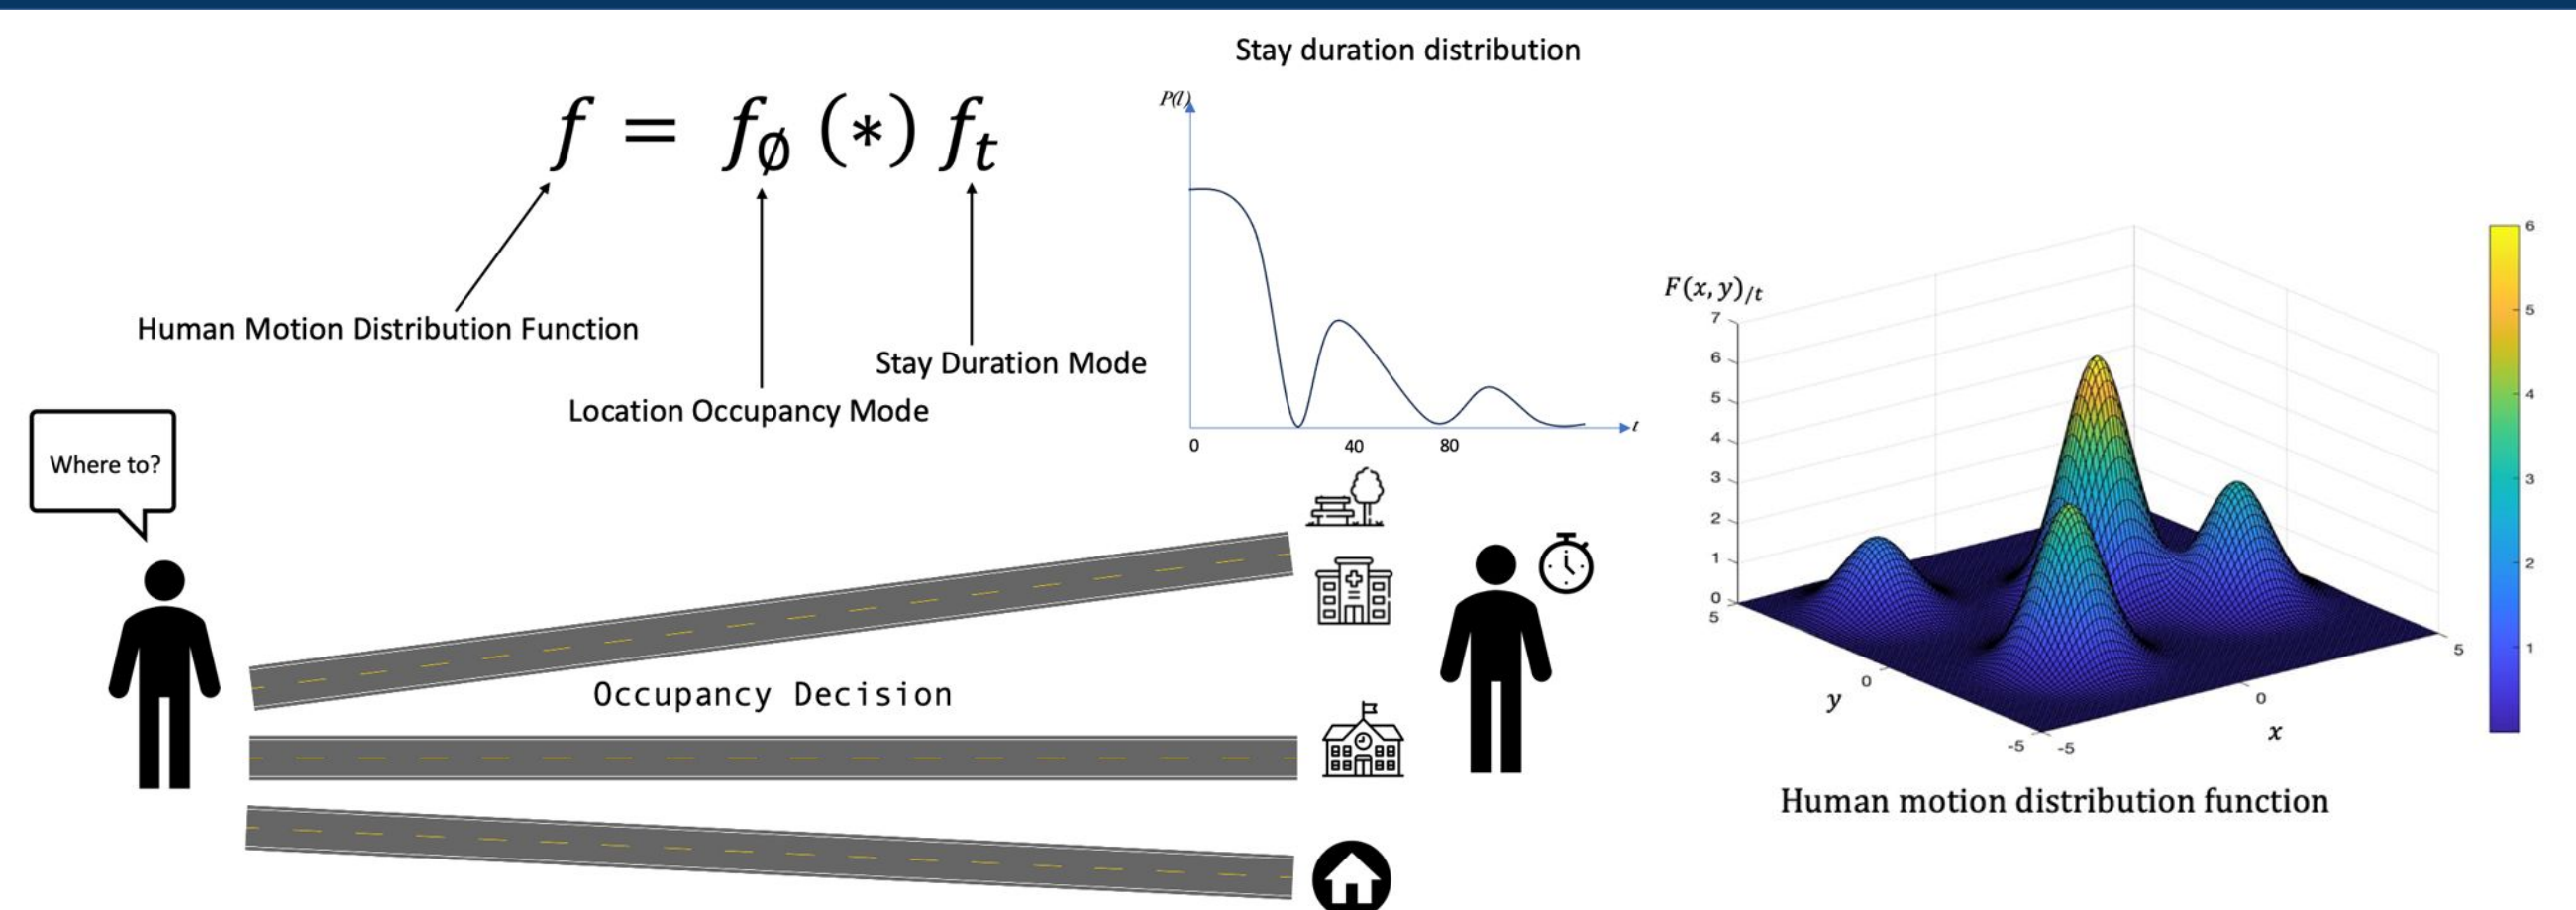 Stay duration distribution
f = f∅ (∗) ft
Human Motion Distribution Function
Location Occupancy Mode
Stay Duration Mode
P(l)
t
0 40 80
Where to?
Occupancy Decision
F(x, y)/t
7
6
5
4
3
2
1
0
5
0
-5
y
-5
0
5
x
6
5
4
3
2
1
Human motion distribution function